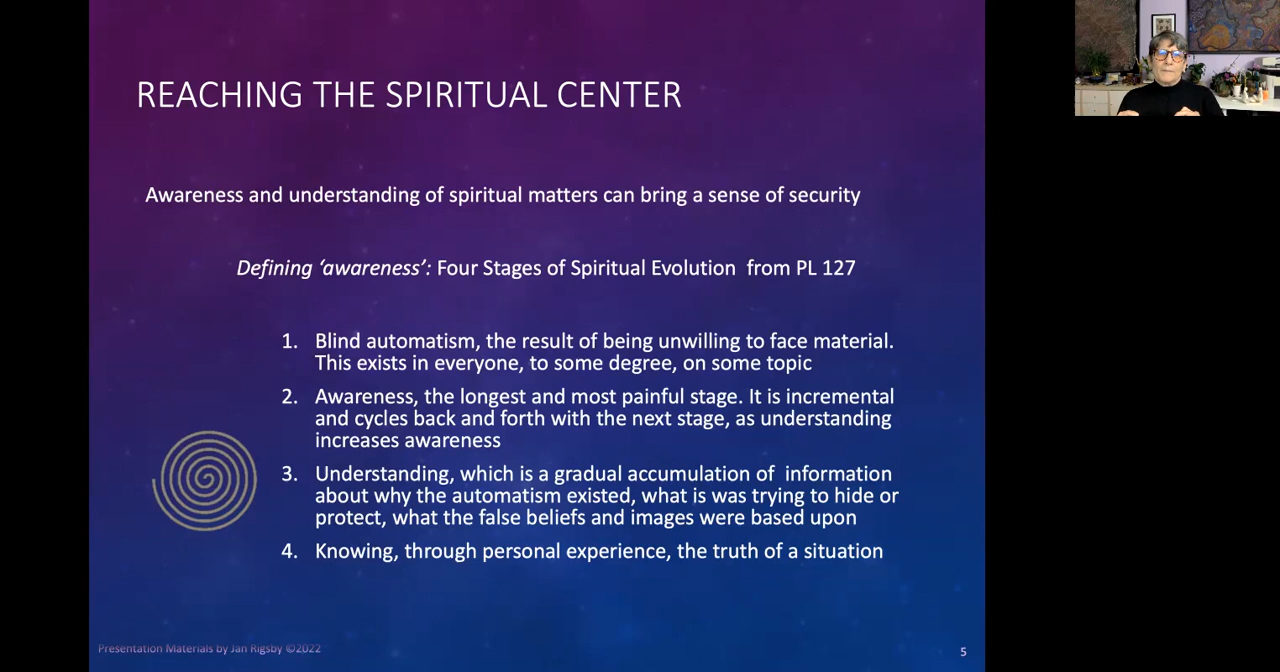 REACHING THE SPIRITUAL CENTER
Awareness and understanding of spiritual matters can bring a sense of security
Defining ‘awareness’: Four Stages of Spiritual Evolution from PL 127
1. Blind automatism, the result of being unwilling to face material.
This exists in everyone, to some degree, on some topic
2. Awareness, the longest and most painful stage. It is incremental
and cycles back and forth with the next stage, as understanding
increases awareness
3. Understanding, which is a gradual accumulation of information
about why the automatism existed, what is was trying to hide or
protect, what the false beliefs and images were based upon
4. Knowing, through personal experience, the truth of a situation
Presentation Materials by Jan Rigsby ©2022
5